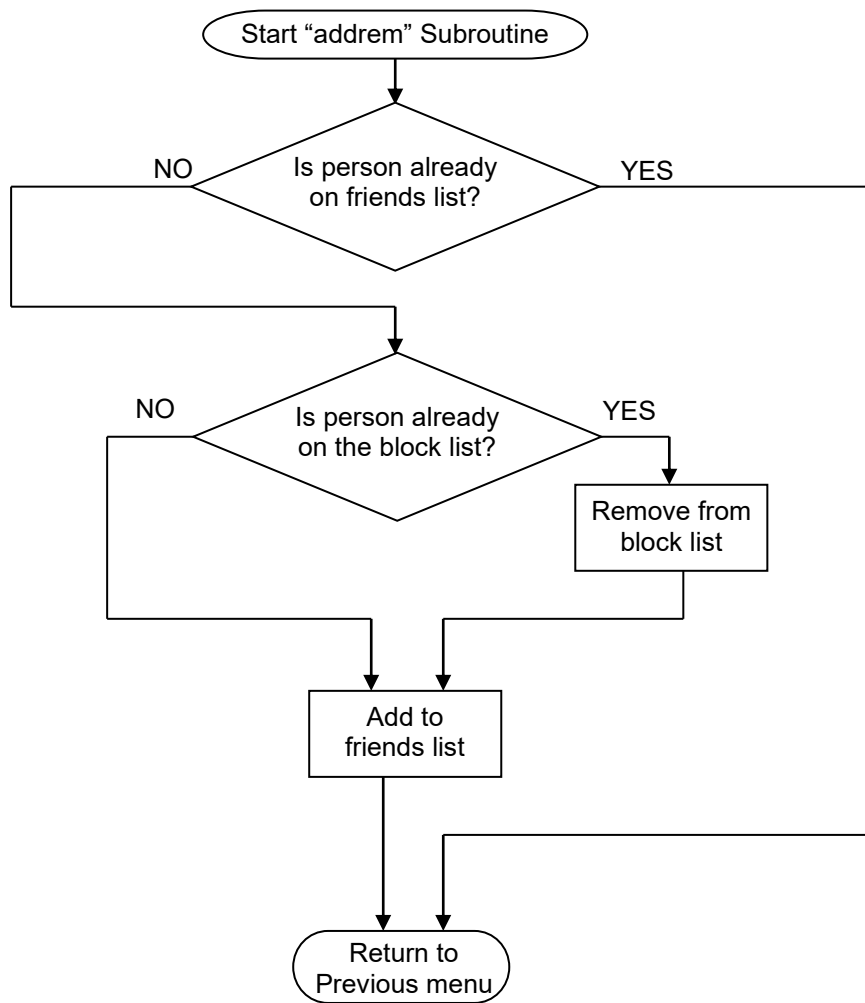 Start “addrem” Subroutine
Is person already
on friends list?
NO
YES
Is person already
on the block list?
NO
YES
Remove from
block list
Add to
friends list
Return to
Previous menu